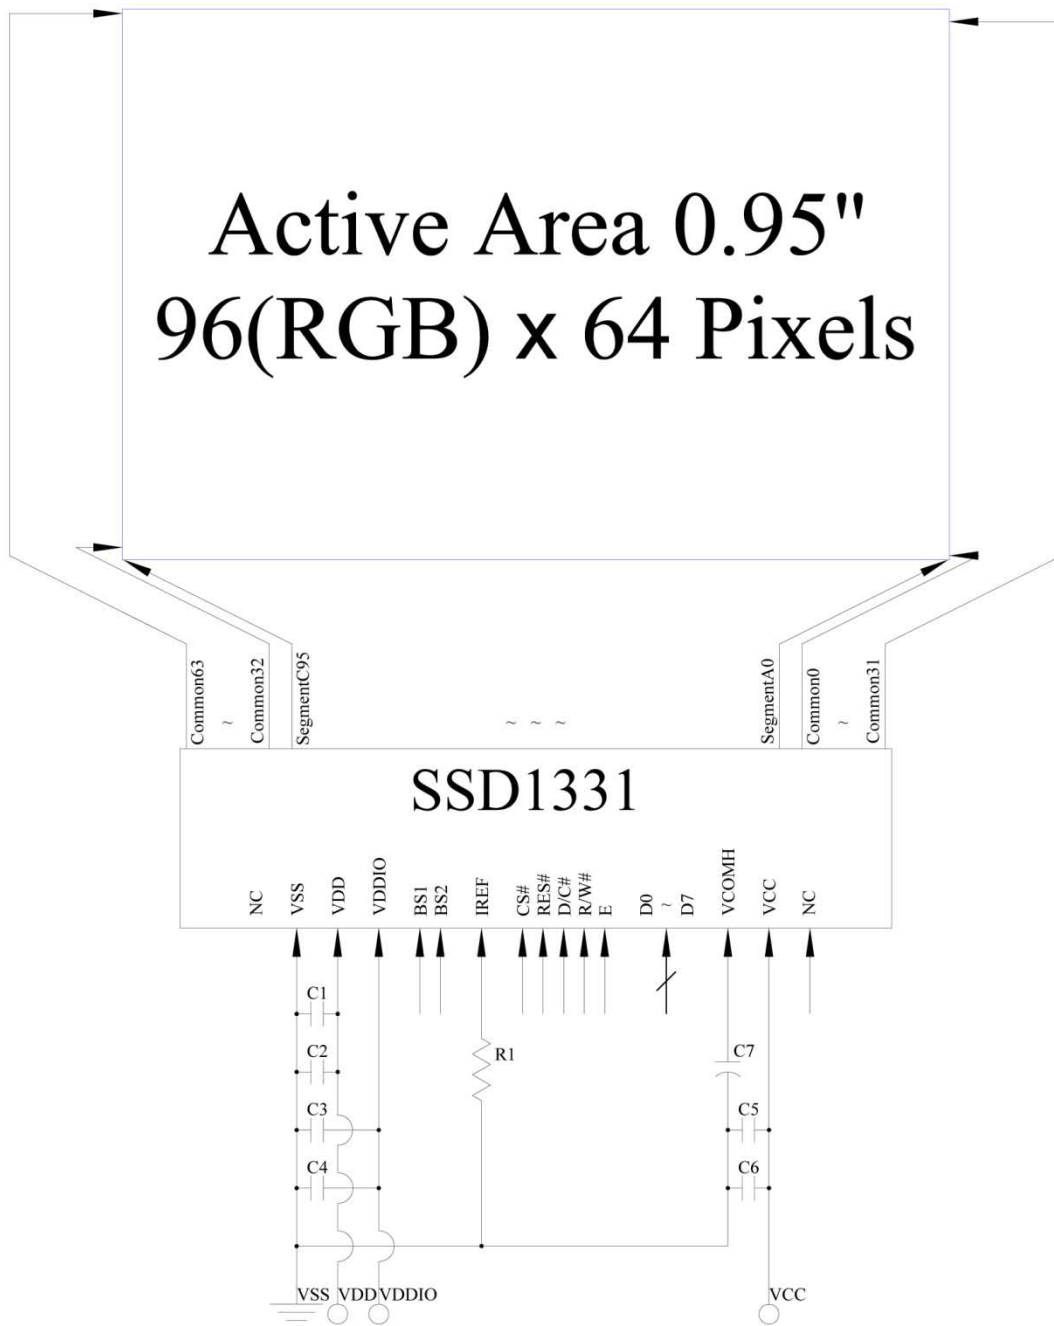 Active Area 0.95"
96(RGB) x 64 Pixels
Common63
~
Common32
SegmentC95
~ ~ ~
SegmentA0
Common0
~
Common31
SSD1331
NC
VSS
VDD
VDDIO
BS1
BS2
IREF
CS#
RES#
D/C#
R/W#
E
D0
~
D7
VCOMH
VCC
NC
C1
C2
C3
C4
R1
C7
C5
C6
VSS
VDD
VDDIO
VCC